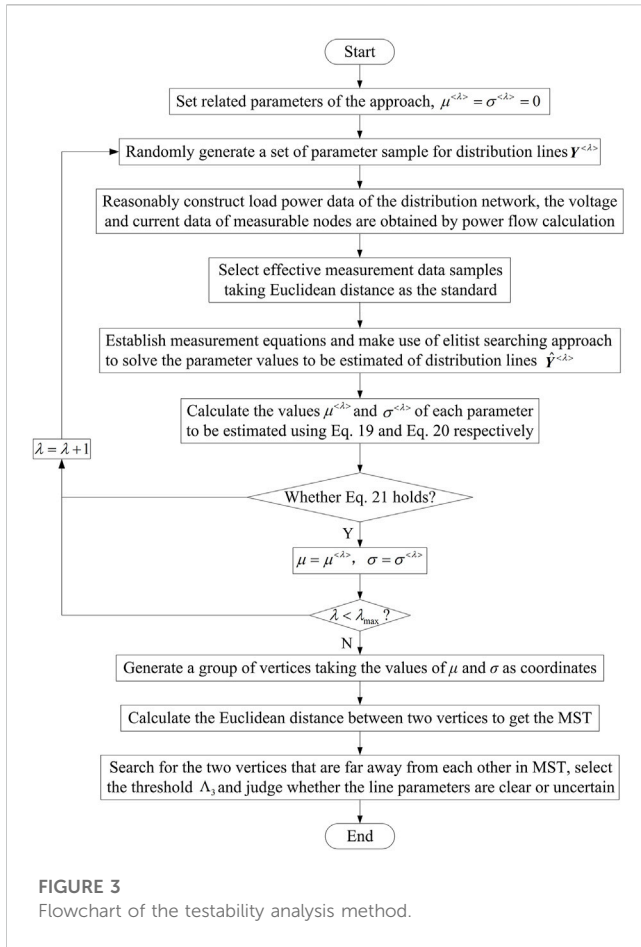 Start
Set related parameters of the approach, μ<λ> = σ<λ> = 0
Randomly generate a set of parameter sample for distribution lines Y<λ>
Reasonably construct load power data of the distribution network, the voltage
and current data of measurable nodes are obtained by power flow calculation
Select effective measurement data samples
taking Euclidean distance as the standard
Establish measurement equations and make use of elitist searching approach
to solve the parameter values to be estimated of distribution lines Ŷ<λ>
Calculate the values μ<λ> and σ<λ> of each parameter
to be estimated using Eq. 19 and Eq. 20 respectively
λ = λ+1
Whether Eq. 21 holds?
Y
μ = μ<λ>, σ = σ<λ>
λ < λmax ?
N
Generate a group of vertices taking the values of μ and σ as coordinates
Calculate the Euclidean distance between two vertices to get the MST
Search for the two vertices that are far away from each other in MST, select
the threshold Λ3 and judge whether the line parameters are clear or uncertain
End
FIGURE 3
Flowchart of the testability analysis method.